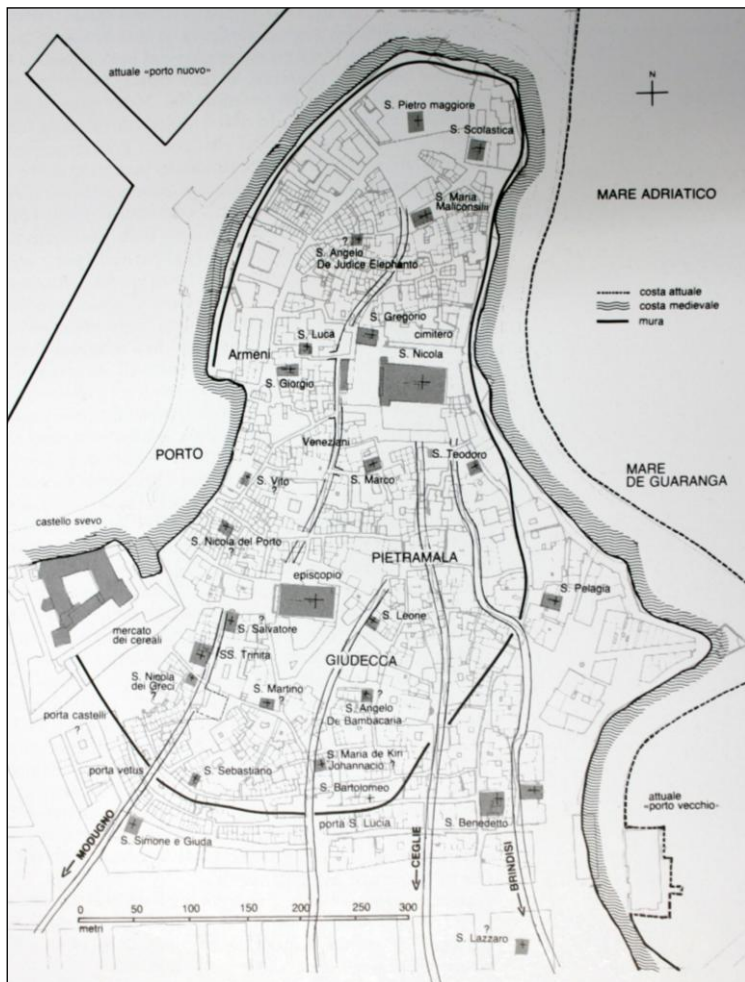 attuale «porto nuovo»
N
S. Pietro maggiore
S. Scolastica
MARE ADRIATICO
S. Maria
Maliconsilii
?
S. Angelo
De Judice Elephanto
costa attuale
costa medievale
mura
S. Gregorio
cimitero
S. Luca
Armeni
S. Nicola
S. Giorgio
Veneziani
PORTO
S. Teodoro
S. Vito
?
S. Marco
MARE
DE GUARANGA
castello svevo
S. Nicola del Porto
?
PIETRAMALA
episcopio
S. Pelagia
mercato
dei cereali
?
S. Salvatore
S. Leone
SS. Trinita
GIUDECCA
S. Nicola
dei Greci
?
S. Martino
?
?
S. Angelo
De Bambacaria
porta castelli
?
porta vetus
S. Sebastiano
S. Maria de Kiri
Johannacio ?
S. Bartolomeo
attuale
«porto vecchio»
porta S. Lucia
S. Benedetto
S. Simone e Giuda
MODUGNO
CEGLIE
BRINDISI
0 50 100 200 300
metri
?
S. Lazzaro